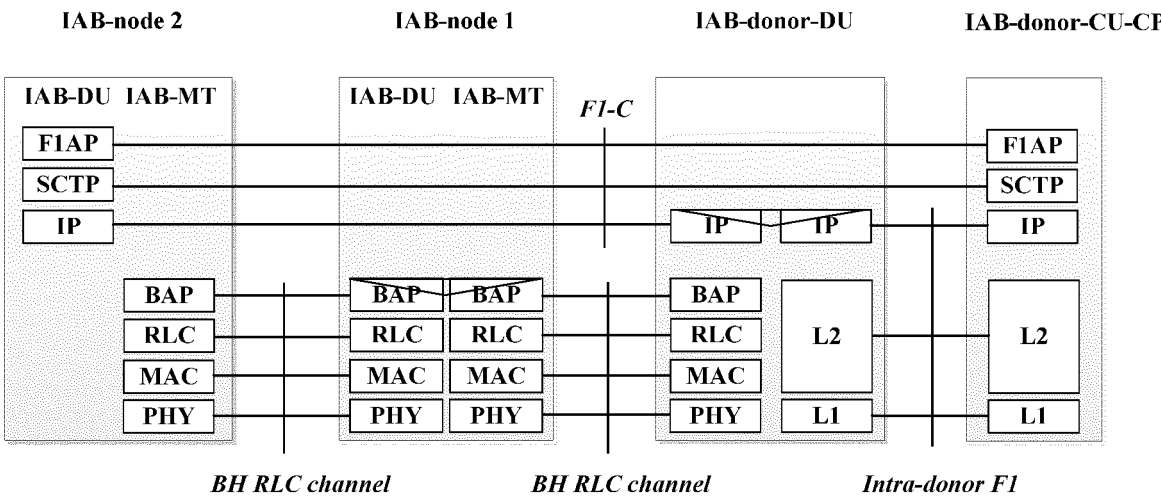 IAB-node 2 IAB-node 1 IAB-donor-DU IAB-donor-CU-CP
IAB-DU IAB-MT IAB-DU IAB-MT
F1-C
F1AP F1AP
SCTP SCTP
IP IP IP IP
BAP BAP BAP BAP
RLC RLC RLC RLC L2 L2
MAC MAC MAC MAC
PHY PHY PHY PHY L1 L1
BH RLC channel BH RLC channel Intra-donor F1